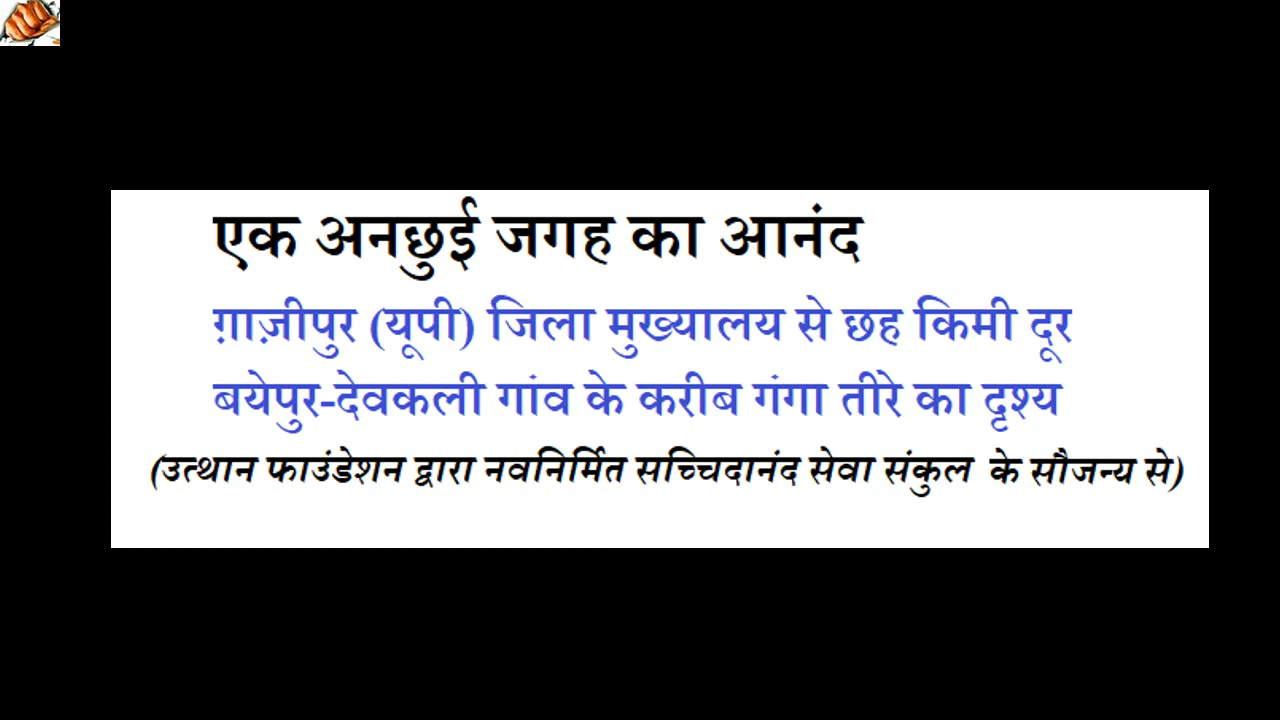 एक अनछुई जगह का आनंद
ग़ाज़ीपुर (यूपी) जिला मुख्यालय से छह किमी दूर
बयेपुर-देवकली गांव के करीब गंगा तीरे का दृश्य
(उत्थान फाउंडेशन द्वारा नवनिर्मित सच्चिदानंद सेवा संकुल के सौजन्य से)